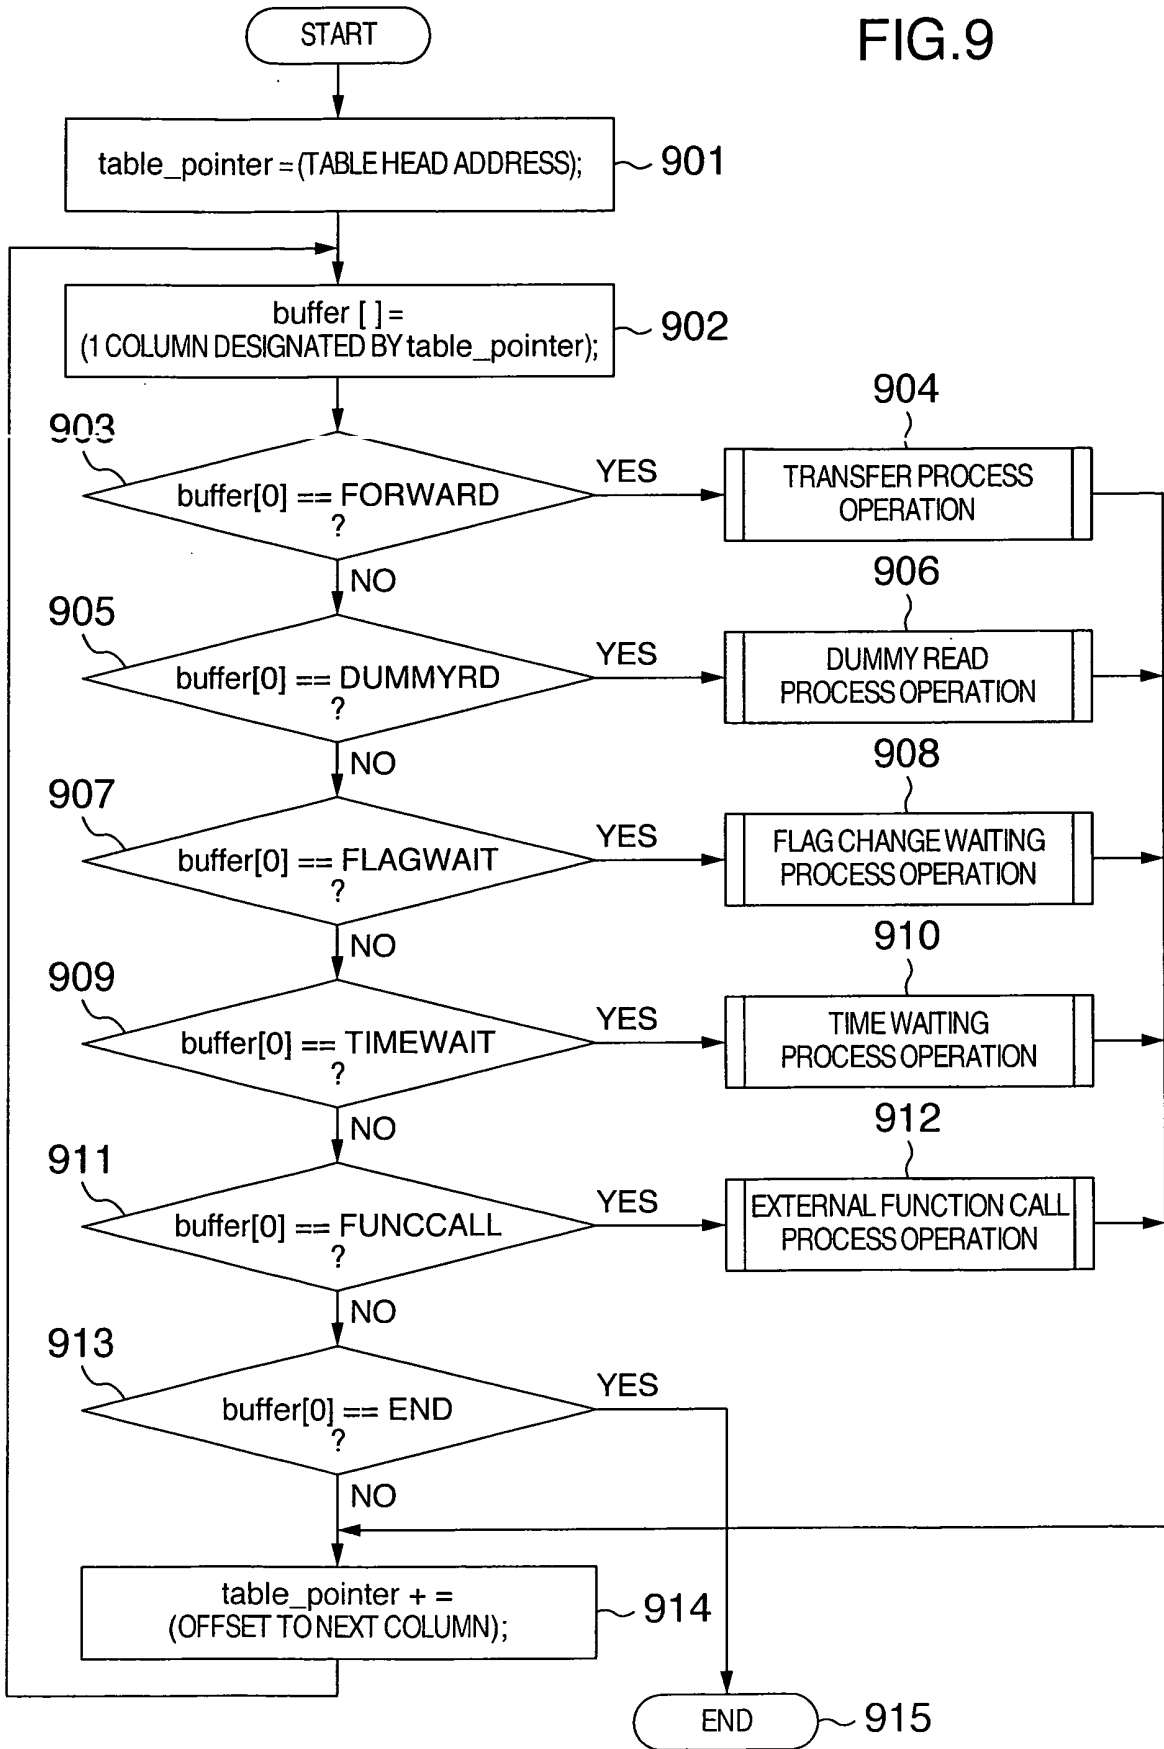 START
FIG.9
table_pointer = (TABLE HEAD ADDRESS);
901
buffer [ ] =
(1 COLUMN DESIGNATED BY table_pointer);
902
903
buffer[0] == FORWARD
?
YES
NO
904
TRANSFER PROCESS
OPERATION
905
buffer[0] == DUMMYRD
?
YES
NO
906
DUMMY READ
PROCESS OPERATION
907
buffer[0] == FLAGWAIT
?
YES
NO
908
FLAG CHANGE WAITING
PROCESS OPERATION
909
buffer[0] == TIMEWAIT
?
YES
NO
910
TIME WAITING
PROCESS OPERATION
911
buffer[0] == FUNCCALL
?
YES
NO
912
EXTERNAL FUNCTION CALL
PROCESS OPERATION
913
buffer[0] == END
?
YES
NO
table_pointer + =
(OFFSET TO NEXT COLUMN);
914
END
915